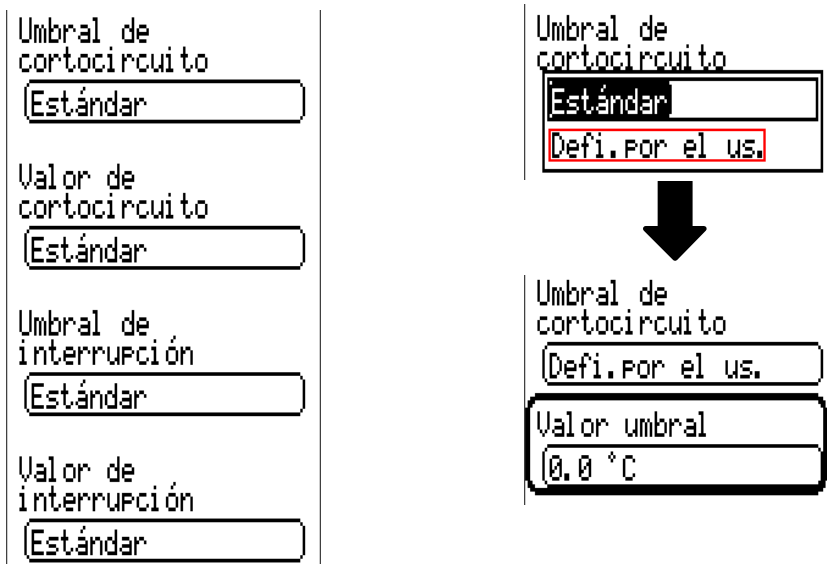 Umbral de
cortocircuito
Estándar
Valor de
cortocircuito
Estándar
Umbral de
interrupción
Estándar
Valor de
interrupción
Estándar
Umbral de
cortocircuito
Estándar
Defi.por el us.
Umbral de
cortocircuito
Defi.por el us.
Valor umbral
0.0 °C